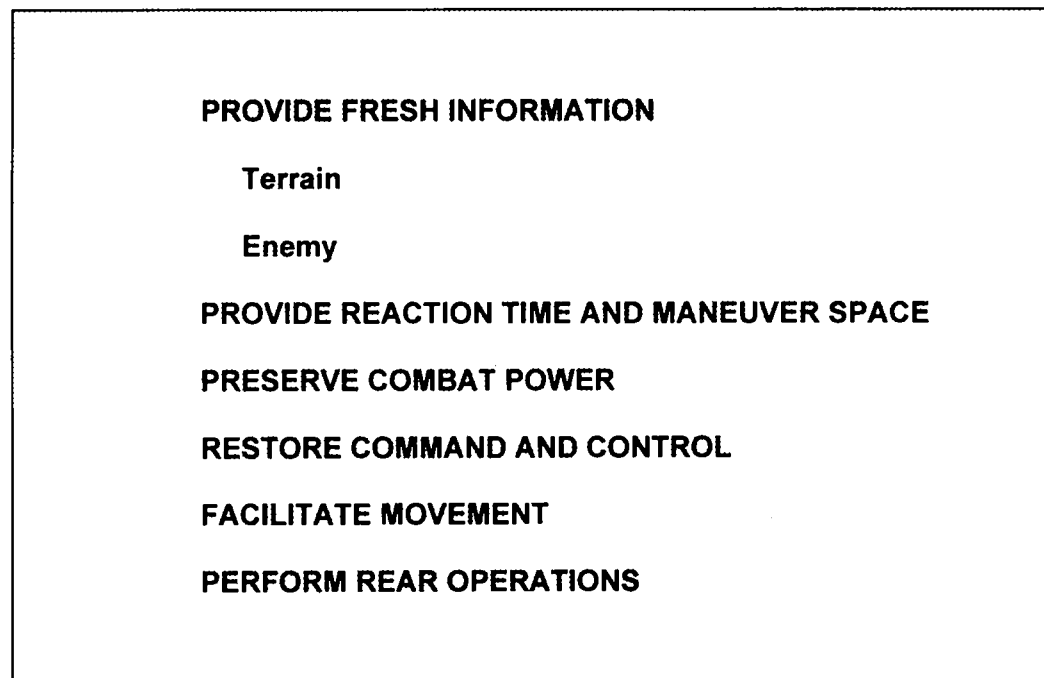 PROVIDE FRESH INFORMATION
Terrain
Enemy
PROVIDE REACTION TIME AND MANEUVER SPACE
PRESERVE COMBAT POWER
RESTORE COMMAND AND CONTROL
FACILITATE MOVEMENT
PERFORM REAR OPERATIONS